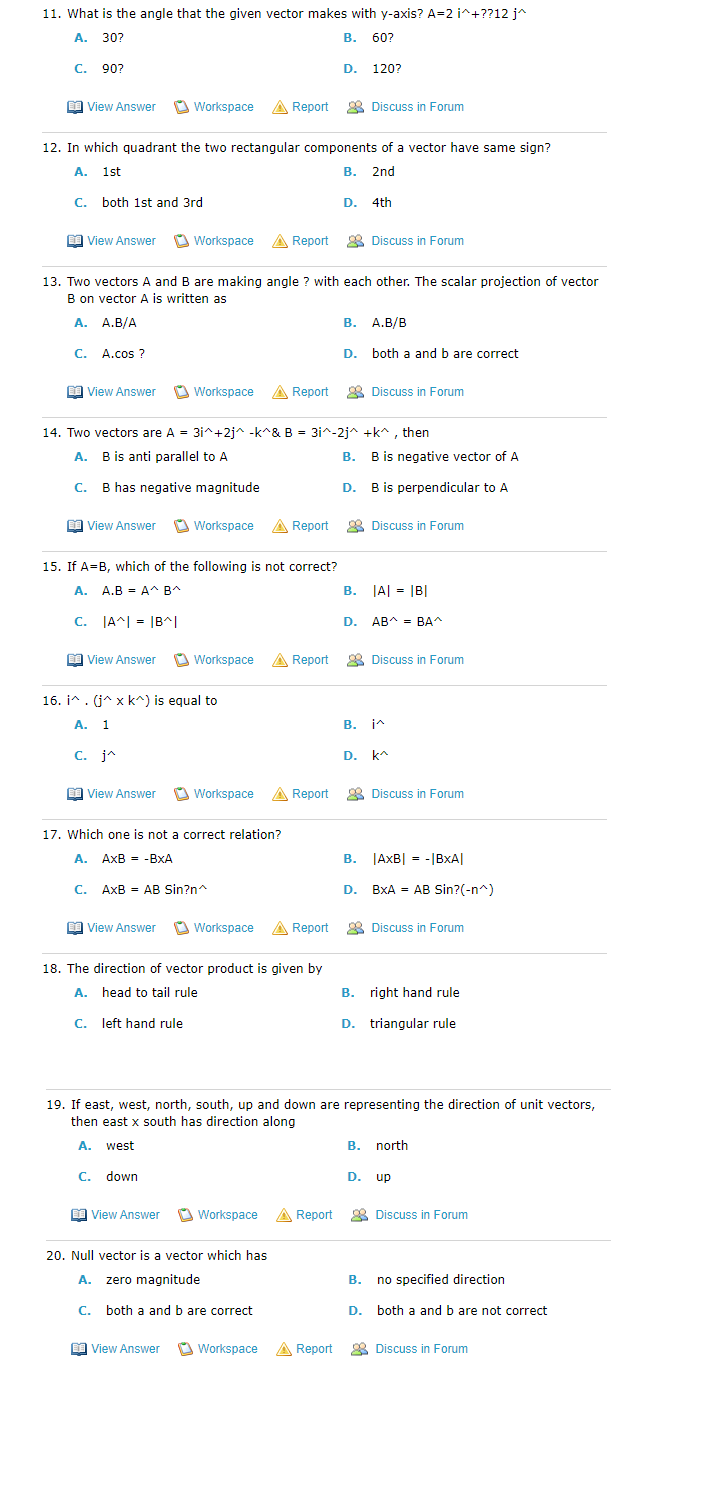 11. What is the angle that the given vector makes with y-axis? A=2 i^+??12 j^
A. 30? B. 60?
C. 90? D. 120?
View Answer Workspace Report Discuss in Forum
12. In which quadrant the two rectangular components of a vector have same sign?
A. 1st B. 2nd
C. both 1st and 3rd D. 4th
View Answer Workspace Report Discuss in Forum
13. Two vectors A and B are making angle ? with each other. The scalar projection of vector
B on vector A is written as
A. A.B/A B. A.B/B
C. A.cos ? D. both a and b are correct
View Answer Workspace Report Discuss in Forum
14. Two vectors are A = 3i^+2j^ -k^& B = 3i^-2j^ +k^ , then
A. B is anti parallel to A B. B is negative vector of A
C. B has negative magnitude D. B is perpendicular to A
View Answer Workspace Report Discuss in Forum
15. If A=B, which of the following is not correct?
A. A.B = A^ B^ B. |A| = |B|
C. |A^| = |B^| D. AB^ = BA^
View Answer Workspace Report Discuss in Forum
16. i^ . (j^ x k^) is equal to
A. 1 B. i^
C. j^ D. k^
View Answer Workspace Report Discuss in Forum
17. Which one is not a correct relation?
A. AxB = -BxA B. |AxB| = -|BxA|
C. AxB = AB Sin?n^ D. BxA = AB Sin?(-n^)
View Answer Workspace Report Discuss in Forum
18. The direction of vector product is given by
A. head to tail rule B. right hand rule
C. left hand rule D. triangular rule
19. If east, west, north, south, up and down are representing the direction of unit vectors,
then east x south has direction along
A. west B. north
C. down D. up
View Answer Workspace Report Discuss in Forum
20. Null vector is a vector which has
A. zero magnitude B. no specified direction
C. both a and b are correct D. both a and b are not correct
View Answer Workspace Report Discuss in Forum